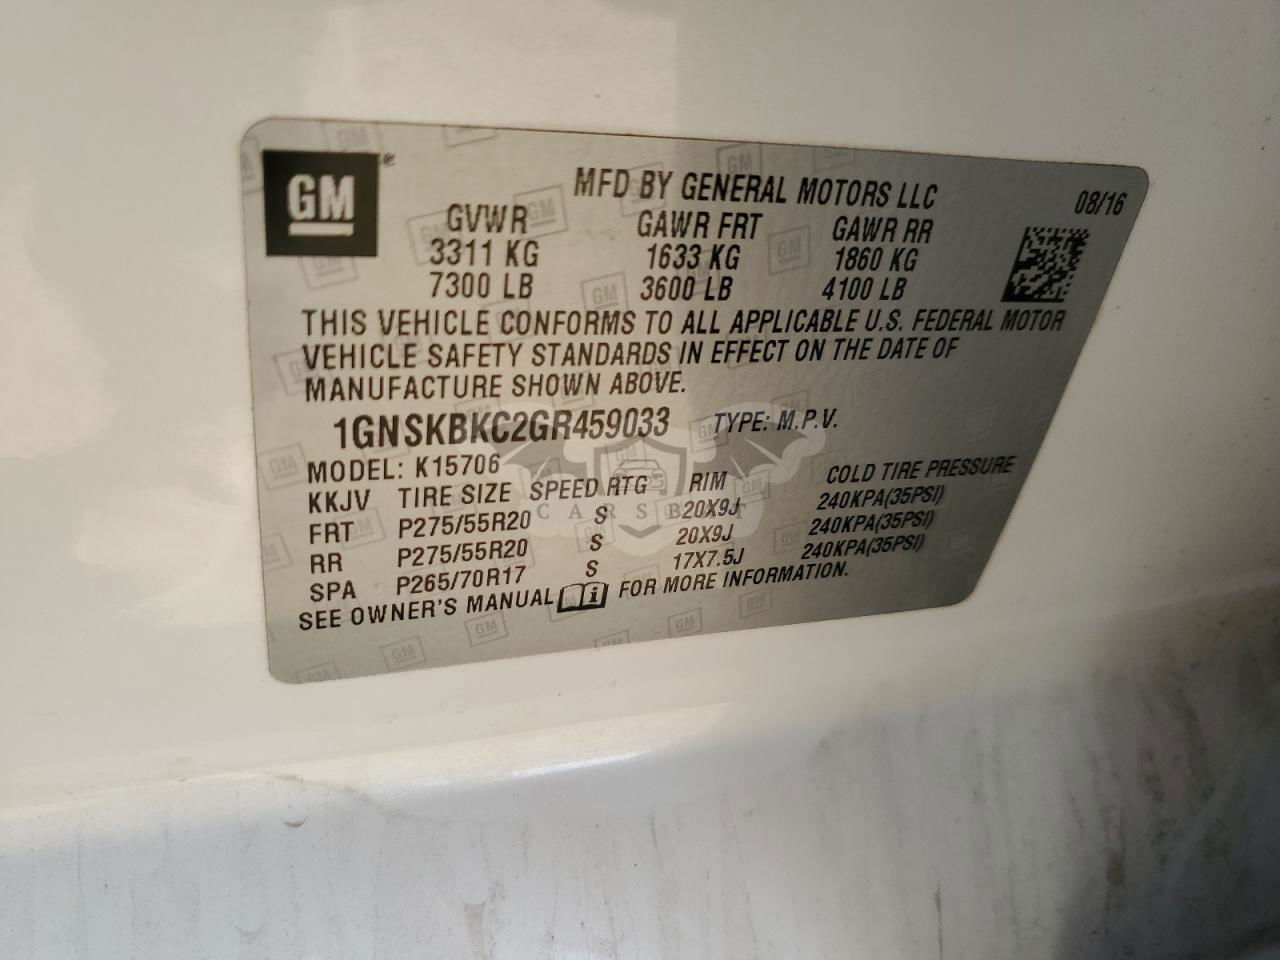 GM®
MFD BY GENERAL MOTORS LLC
08/16
GVWR GAWR FRT GAWR RR
3311 KG 1633 KG 1860 KG
7300 LB 3600 LB 4100 LB
THIS VEHICLE CONFORMS TO ALL APPLICABLE U.S. FEDERAL MOTOR
VEHICLE SAFETY STANDARDS IN EFFECT ON THE DATE OF
MANUFACTURE SHOWN ABOVE.
1GNSKBKC2GR459033 TYPE: M.P.V.
MODEL: K15706
KKJV TIRE SIZE SPEED RTG RIM COLD TIRE PRESSURE
FRT P275/55R20 S 20X9J 240KPA(35PSI)
RR P275/55R20 S 20X9J 240KPA(35PSI)
SPA P265/70R17 S 17X7.5J 240KPA(35PSI)
SEE OWNER'S MANUAL i FOR MORE INFORMATION.